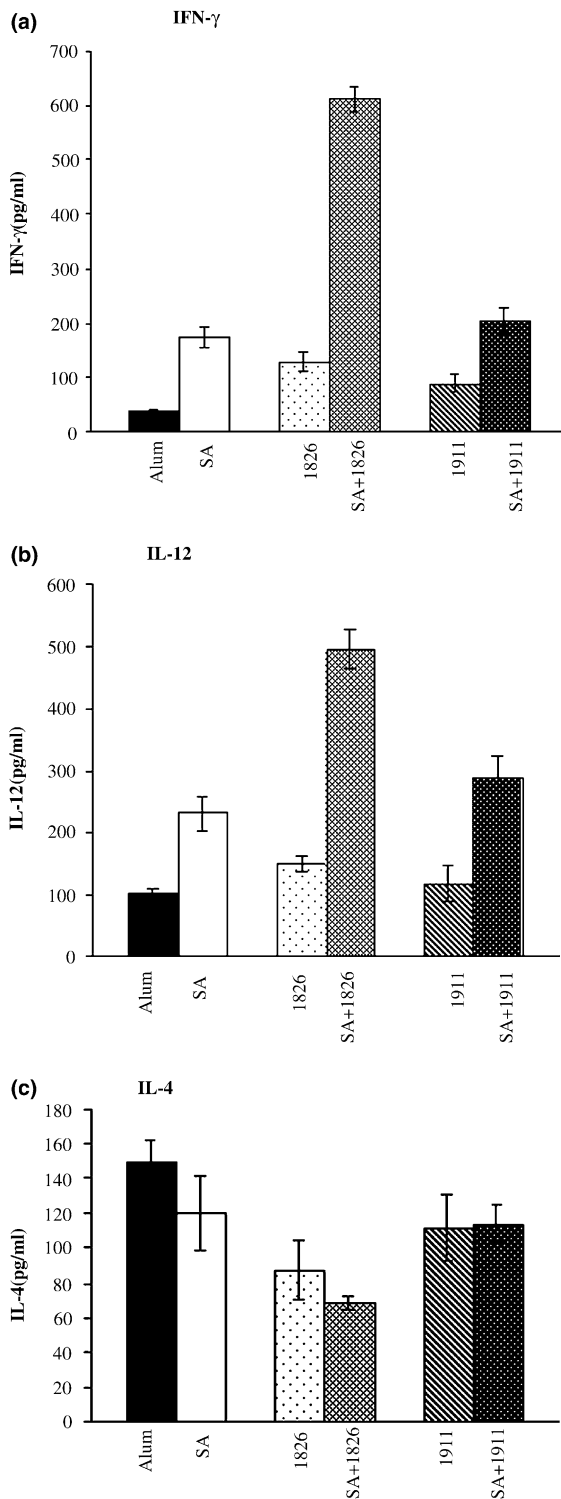 (a) IFN-γ
700
600
500
400
300
200
100
0
IFN-γ(pg/ml)
Alum
SA
1826
SA+1826
1911
SA+1911
(b) IL-12
600
500
400
300
200
100
0
IL-12(pg/ml)
Alum
SA
1826
SA+1826
1911
SA+1911
(c) IL-4
180
160
140
120
100
80
60
40
20
0
IL-4(pg/ml)
Alum
SA
1826
SA+1826
1911
SA+1911